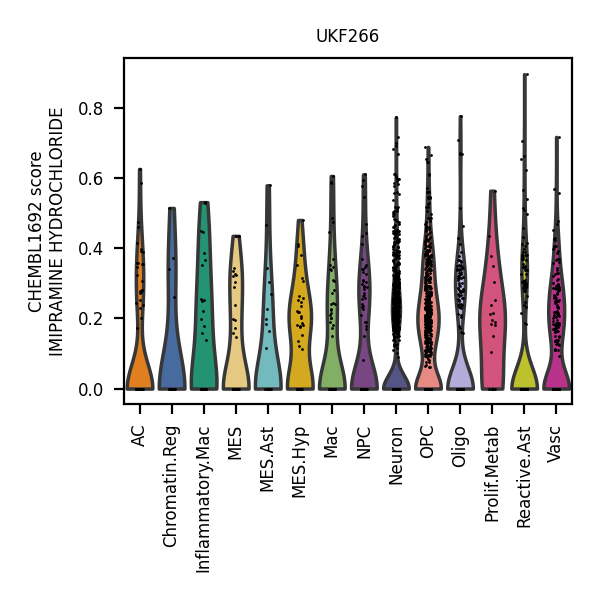 UKF266
CHEMBL1692 score
IMIPRAMINE HYDROCHLORIDE
0.8
0.6
0.4
0.2
0.0
AC
Chromatin.Reg
Inflammatory.Mac
MES
MES.Ast
MES.Hyp
Mac
NPC
Neuron
OPC
Oligo
Prolif.Metab
Reactive.Ast
Vasc